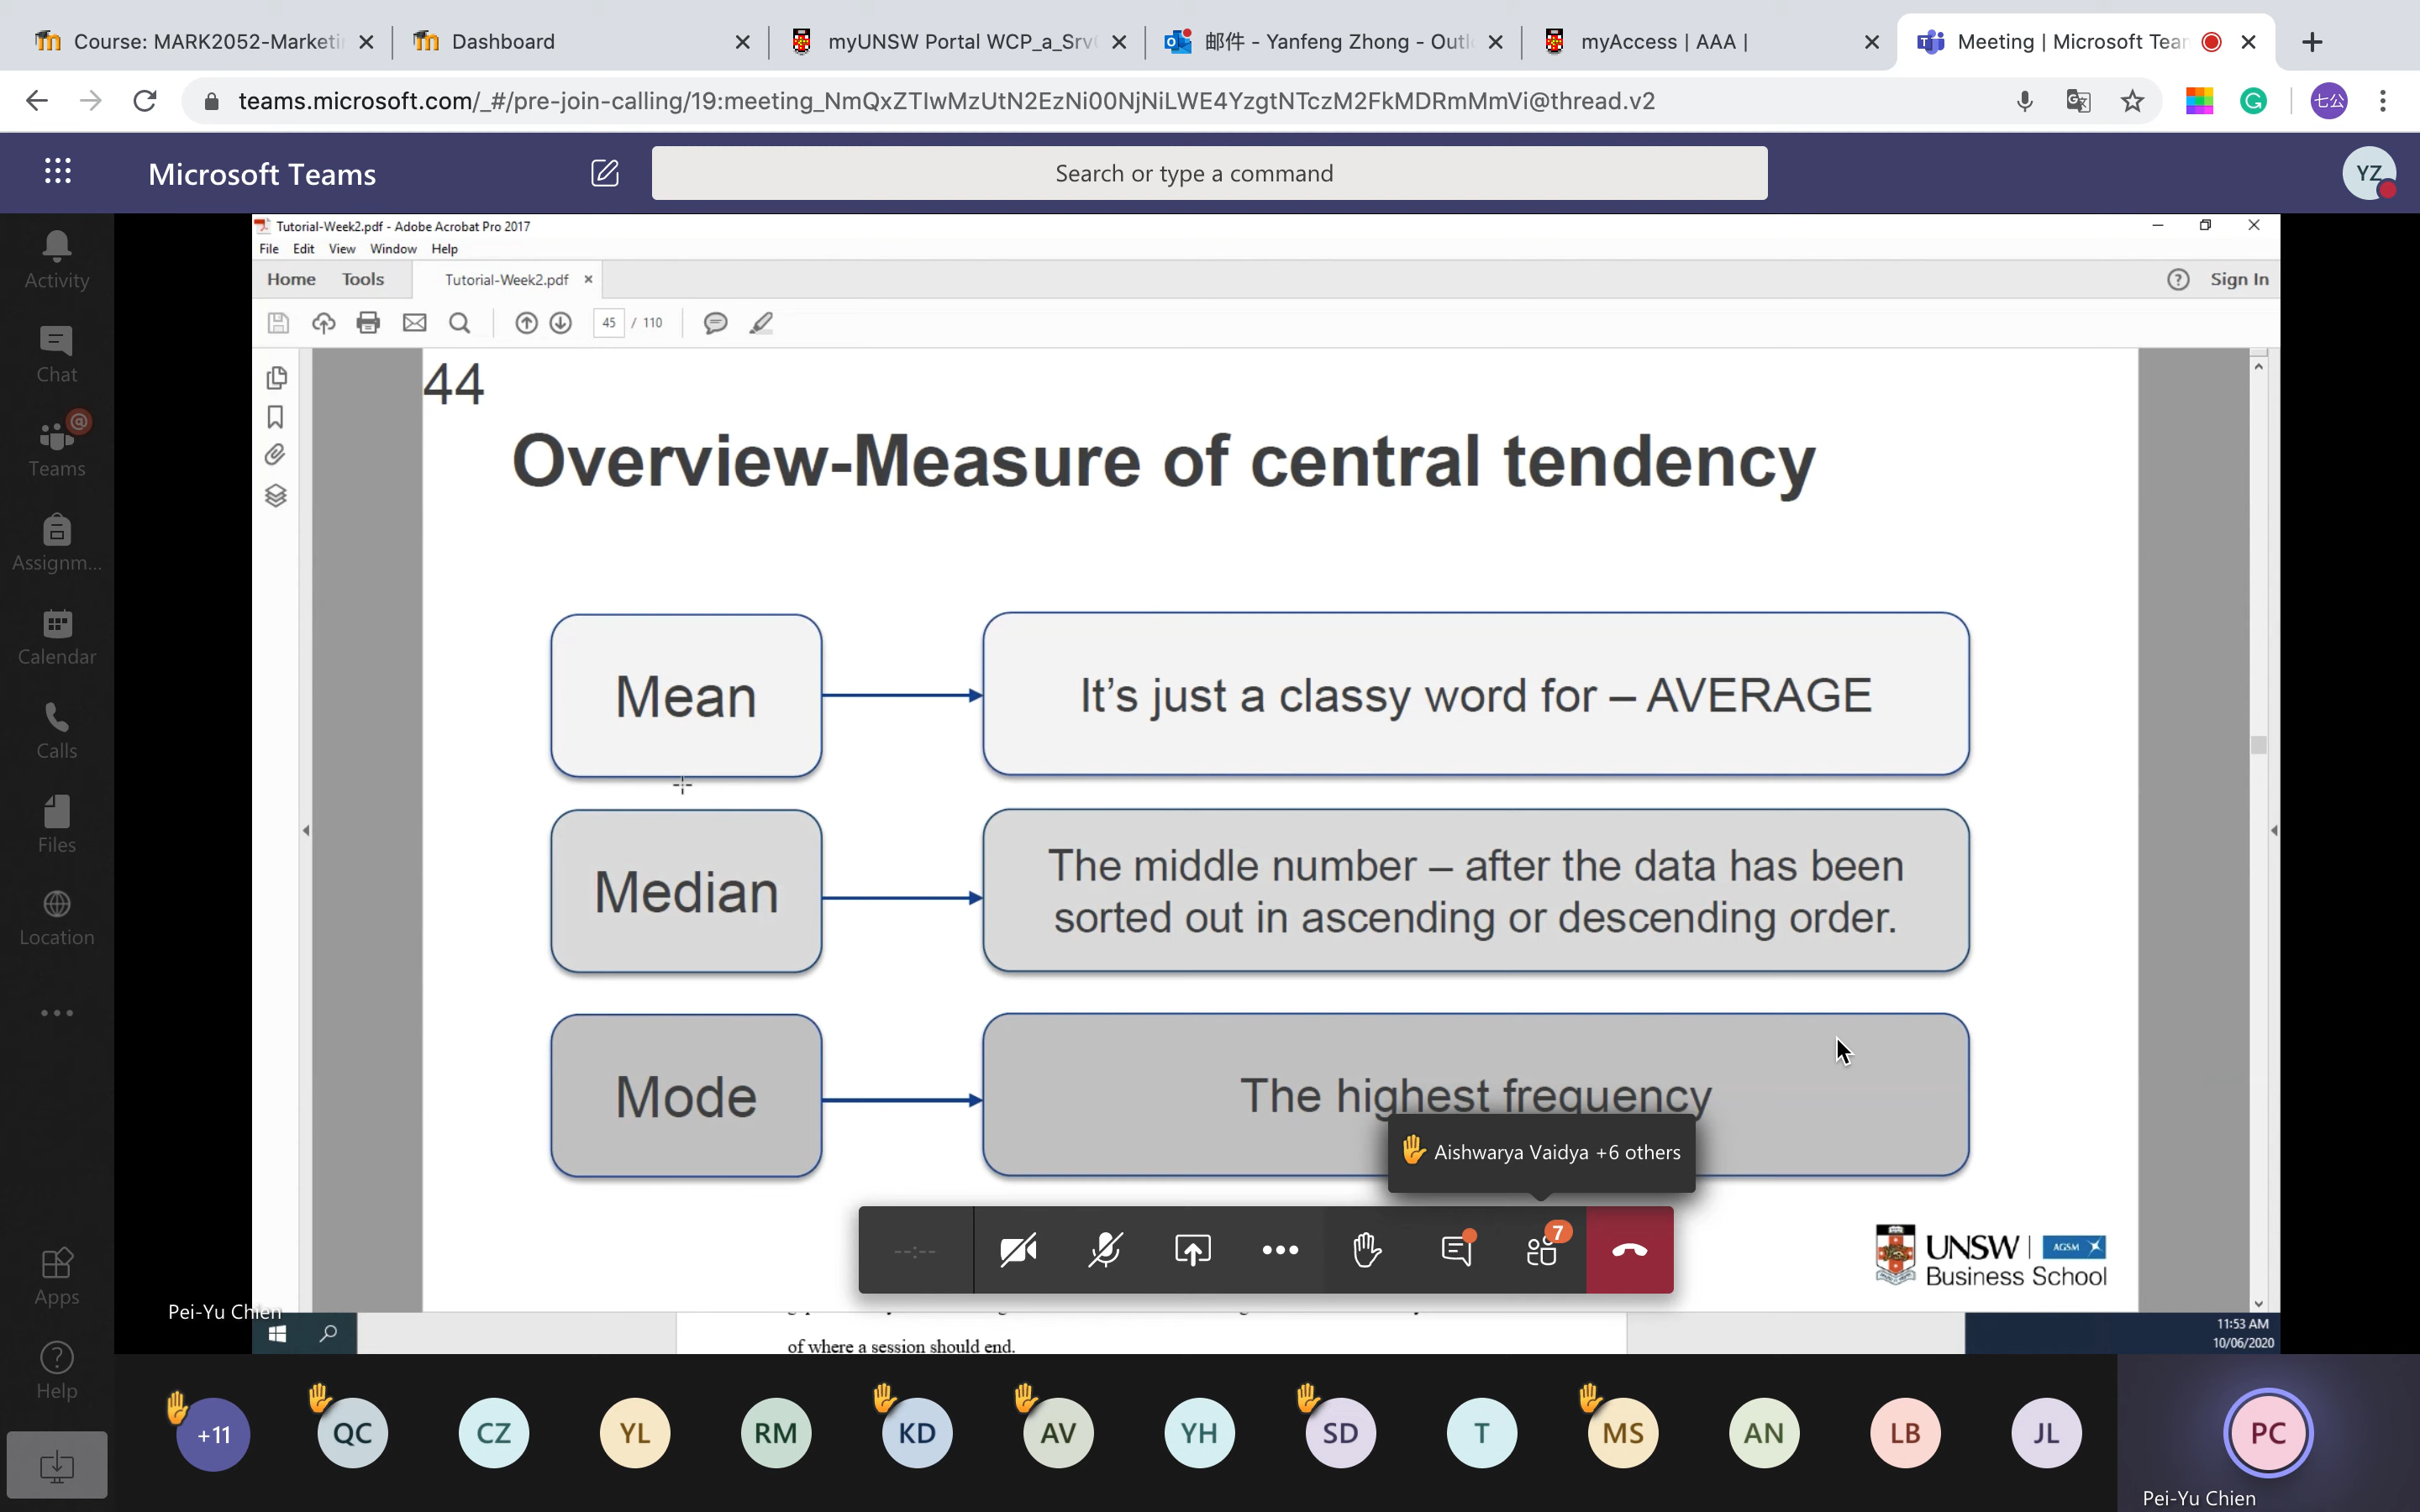 Course: MARK2052-Marketi
Dashboard
myUNSW Portal WCP_a_Srv
邮件 - Yanfeng Zhong - Outl
myAccess | AAA |
Meeting | Microsoft Tea
teams.microsoft.com/_#/pre-join-calling/19:meeting_NmQxZTIwMzUtN2EzNi00NjNiLWE4YzgtNTczM2FkMDRmMmVi@thread.v2
七公
Microsoft Teams
Search or type a command
YZ
Activity
Chat
Teams
Assignm...
Calendar
Calls
Files
Location
Apps
Help
Tutorial-Week2.pdf - Adobe Acrobat Pro 2017
File Edit View Window Help
Home Tools Tutorial-Week2.pdf
Sign In
45 / 110
44
Overview-Measure of central tendency
Mean
It's just a classy word for – AVERAGE
Median
The middle number – after the data has been
sorted out in ascending or descending order.
Mode
The highest frequency
Aishwarya Vaidya +6 others
--:--
7
UNSW AGSM
Business School
Pei-Yu Chien
of where a session should end.
11:53 AM
10/06/2020
+11 QC CZ YL RM KD AV YH SD T MS AN LB JL PC
Pei-Yu Chien